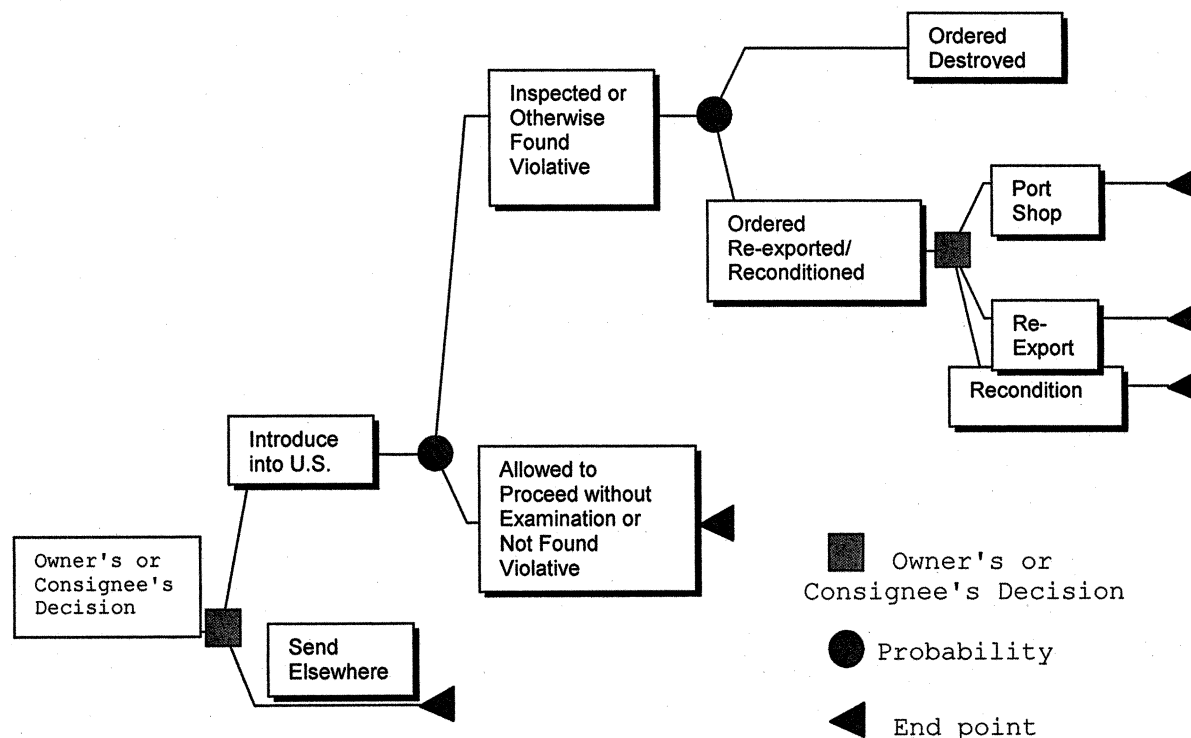 Ordered
Destroved
Inspected or
Otherwise
Found
Violative
Port
Shop
Ordered
Re-exported/
Reconditioned
Re-
Export
Recondition
Introduce
into U.S.
Allowed to
Proceed without
Examination or
Not Found
Violative
Owner's or
Consignee's
Decision
Send
Elsewhere
Owner's or
Consignee's Decision
Probability
End point